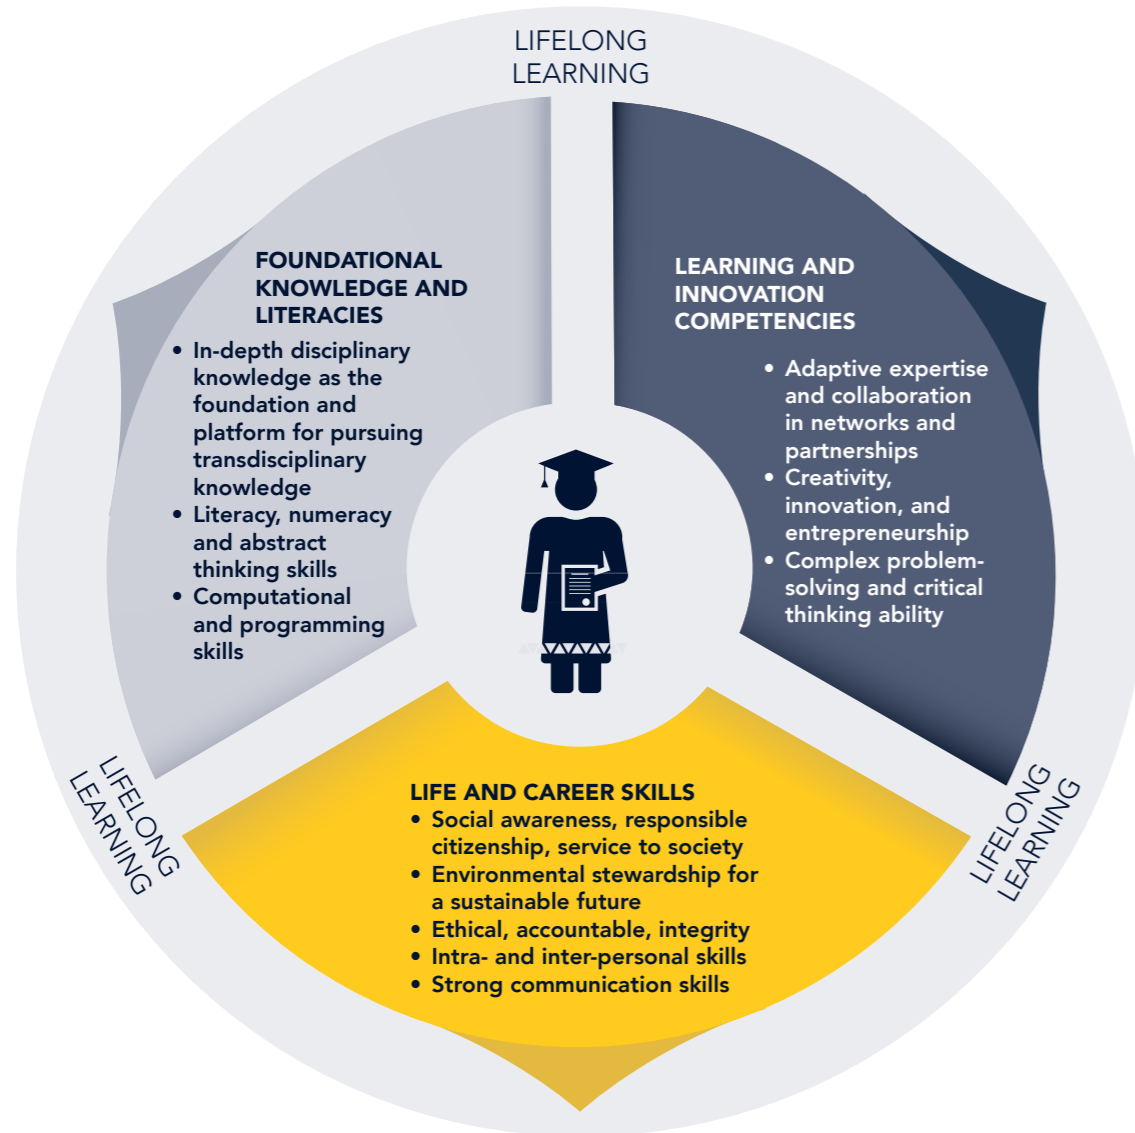 LIFELONG
LEARNING
FOUNDATIONAL
KNOWLEDGE AND
LITERACIES
• In-depth disciplinary
knowledge as the
foundation and
platform for pursuing
transdisciplinary
knowledge
• Literacy, numeracy
and abstract
thinking skills
• Computational
and programming
skills
LEARNING AND
INNOVATION
COMPETENCIES
• Adaptive expertise
and collaboration
in networks and
partnerships
• Creativity,
innovation, and
entrepreneurship
• Complex problem-
solving and critical
thinking ability
LIFE AND CAREER SKILLS
• Social awareness, responsible
citizenship, service to society
• Environmental stewardship for
a sustainable future
• Ethical, accountable, integrity
• Intra- and inter-personal skills
• Strong communication skills
LIFELONG
LEARNING
LIFELONG
LEARNING